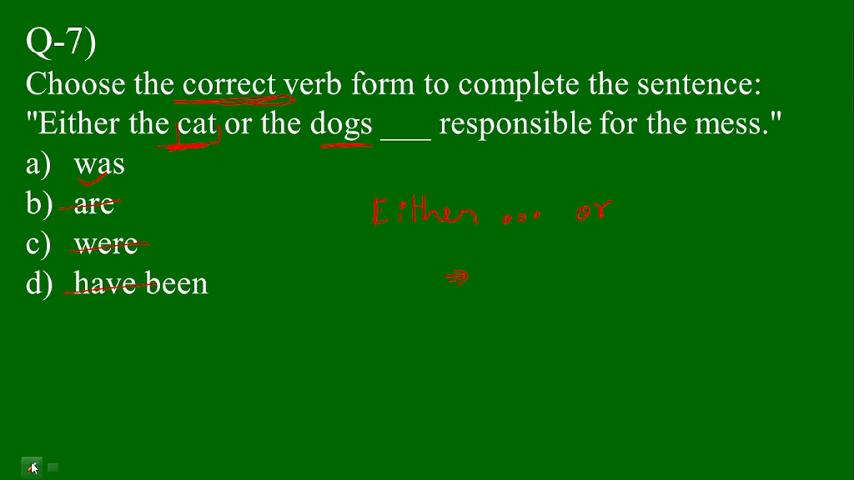 Q-7)
Choose the correct verb form to complete the sentence:
"Either the cat or the dogs ___ responsible for the mess."
a) was
b) are
c) were
d) have been
Either ... or
⇒